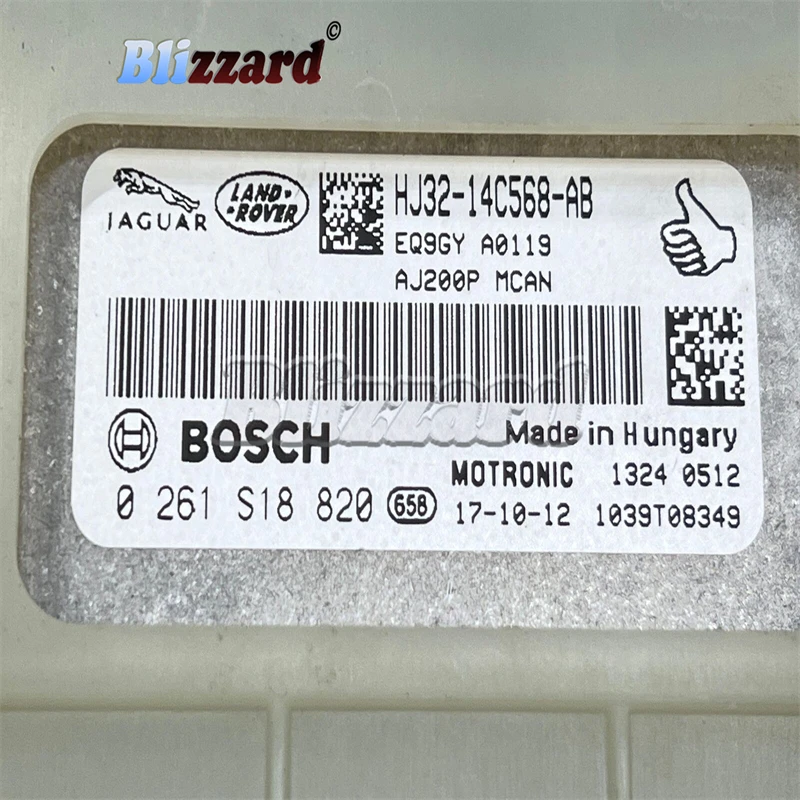 Blizzard©
JAGUAR
LAND-
-ROVER
HJ32-14C568-AB
EQ9GY A0119
AJ200P MCAN
Blizzard
BOSCH
Made in Hungary
MOTRONIC 1324 0512
0 261 S18 820 658 17-10-12 1039T08349